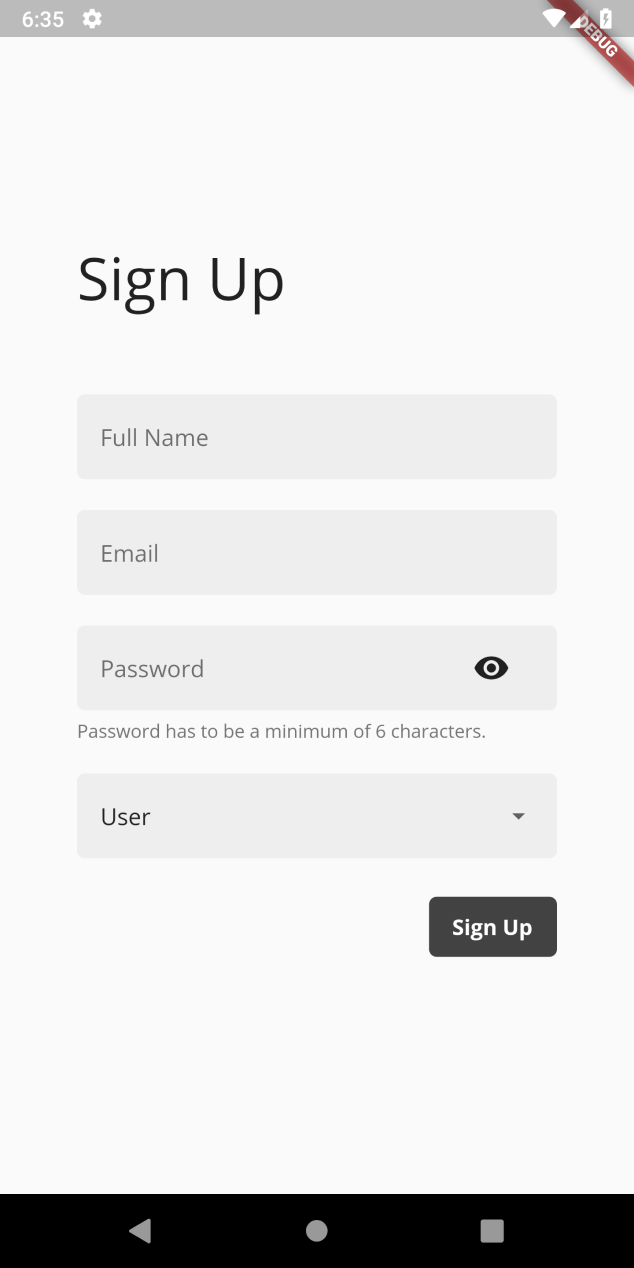 6:35
DEBUG
Sign Up
Full Name
Email
Password
Password has to be a minimum of 6 characters.
User
Sign Up